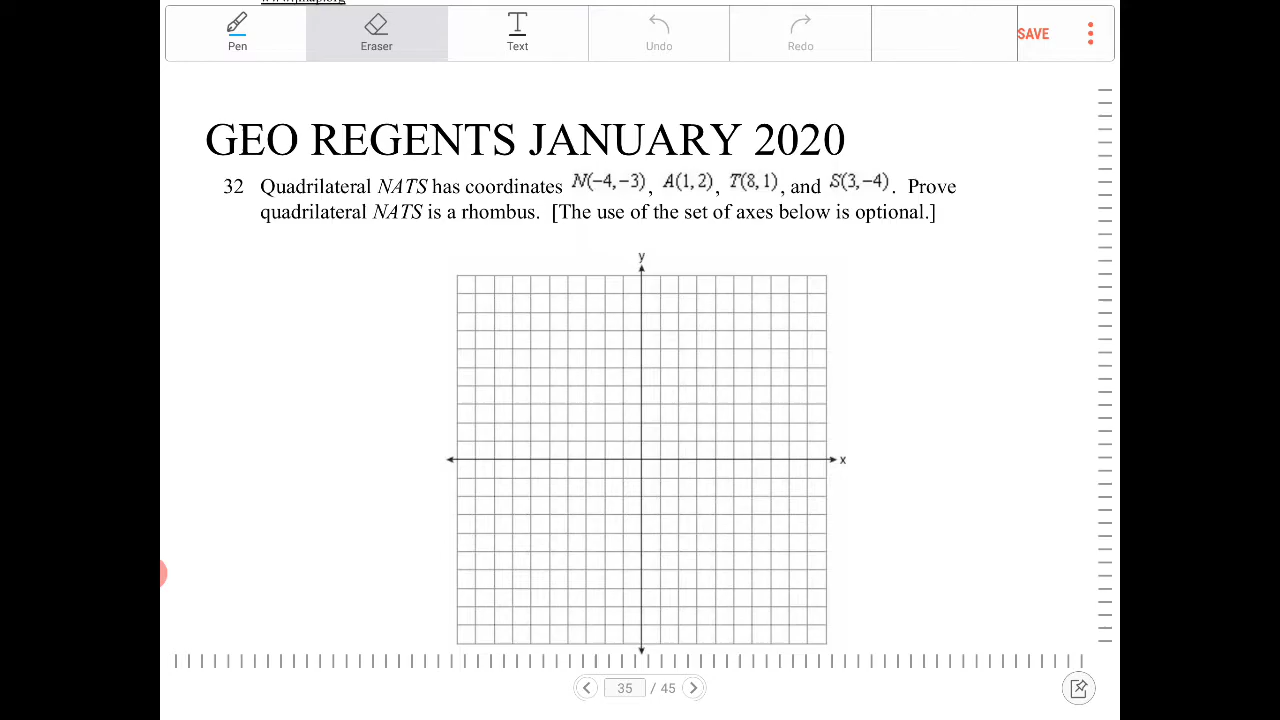 Pen
Eraser
Text
Undo
Redo
SAVE
GEO REGENTS JANUARY 2020
32 Quadrilateral NATS has coordinates N(−4,−3), A(1,2), T(8,1), and S(3,−4). Prove
quadrilateral NATS is a rhombus. [The use of the set of axes below is optional.]
y
x
35 / 45